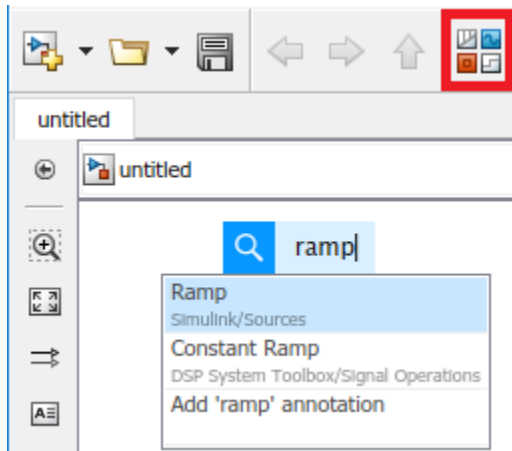 untitled
untitled
ramp
Ramp
Simulink/Sources
Constant Ramp
DSP System Toolbox/Signal Operations
Add 'ramp' annotation